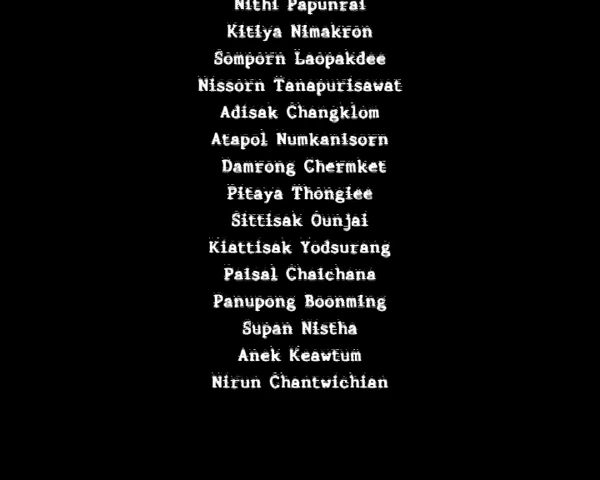 Nithi Papunrai
Kitiya Nimakron
Somporn Laopakdee
Nissorn Tanapurisawat
Adisak Changklom
Atapol Numkanisorn
Damrong Chermket
Pitaya Thongiee
Sittisak Ounjai
Kiattisak Yodsurang
Paisal Chaichana
Panupong Boonming
Supan Nistha
Anek Keawtum
Nirun Chantwichian